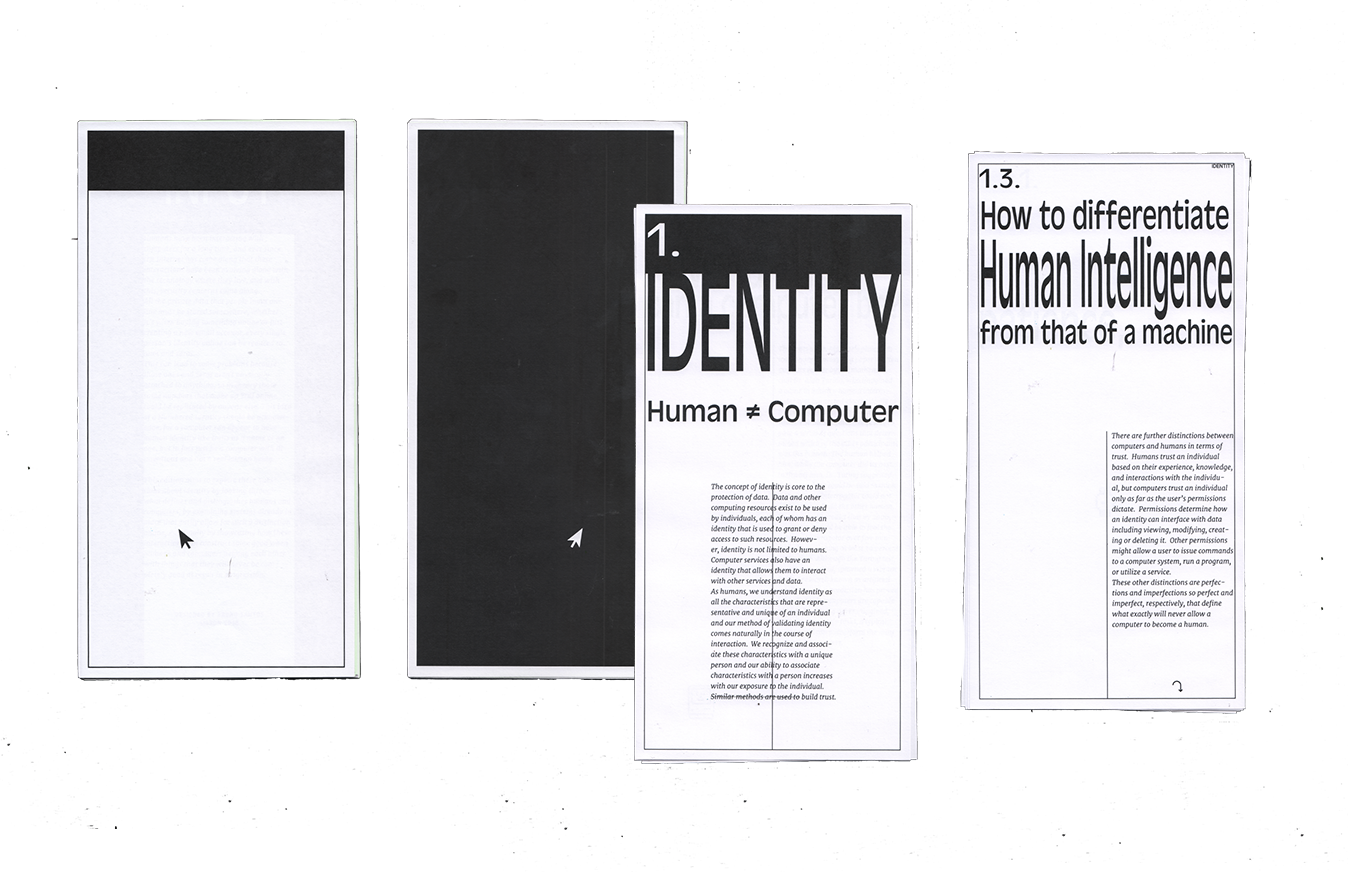 1.
IDENTITY
Human ≠ Computer
The concept of identity is core to the
protection of data. Data and other
computing resources exist to be used
by individuals, each of whom has an
identity that is used to grant or deny
access to such resources. Howev-
er, identity is not limited to humans.
Computer services also have an
identity that allows them to interact
with other services and data.
As humans, we understand identity as
all the characteristics that are repre-
sentative and unique of an individual
and our method of validating identity
comes naturally in the course of
interaction. We recognize and associ-
ate these characteristics with a unique
person and our ability to associate
characteristics with a person increases
with our exposure to the individual.
Similar methods are used to build trust.
IDENTITY
1.3.
How to differentiate
Human Intelligence
from that of a machine
There are further distinctions between
computers and humans in terms of
trust. Humans trust an individual
based on their experience, knowledge,
and interactions with the individu-
al, but computers trust an individual
only as far as the user's permissions
dictate. Permissions determine how
an identity can interface with data
including viewing, modifying, creat-
ing or deleting it. Other permissions
might allow a user to issue commands
to a computer system, run a program,
or utilize a service.
These other distinctions are perfec-
tions and imperfections so perfect and
imperfect, respectively, that define
what exactly will never allow a
computer to become a human.